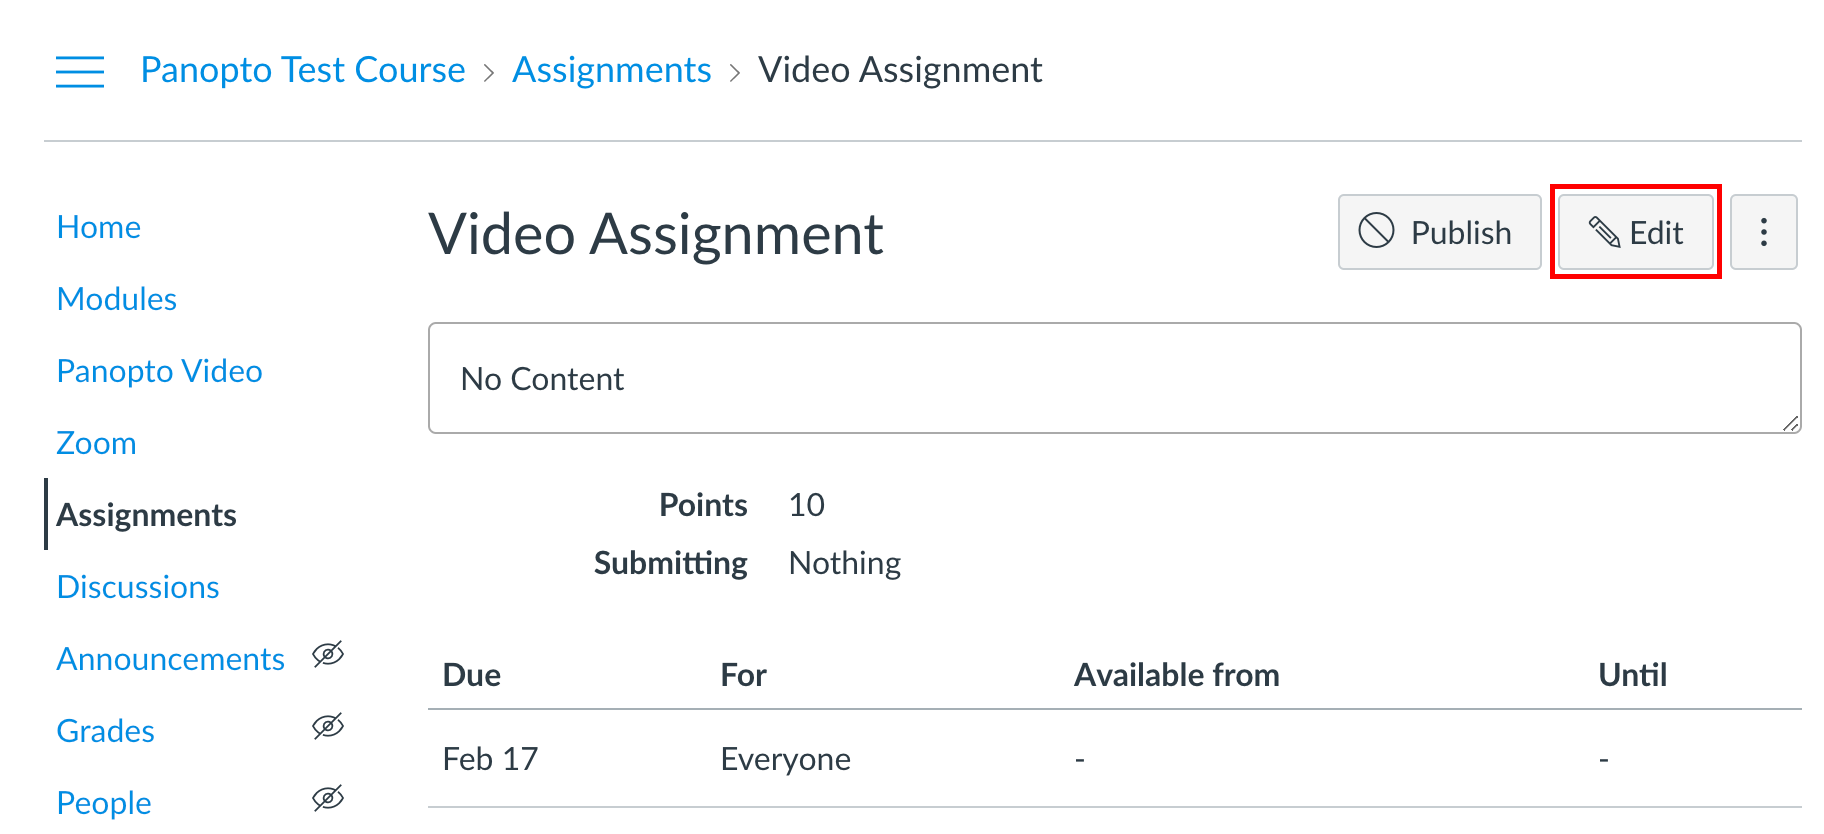 Panopto Test Course > Assignments > Video Assignment
Home
Modules
Panopto Video
Zoom
Assignments
Discussions
Announcements
Grades
People
Video Assignment
Publish
Edit
No Content
Points 10
Submitting Nothing
Due For Available from Until
Feb 17 Everyone - -